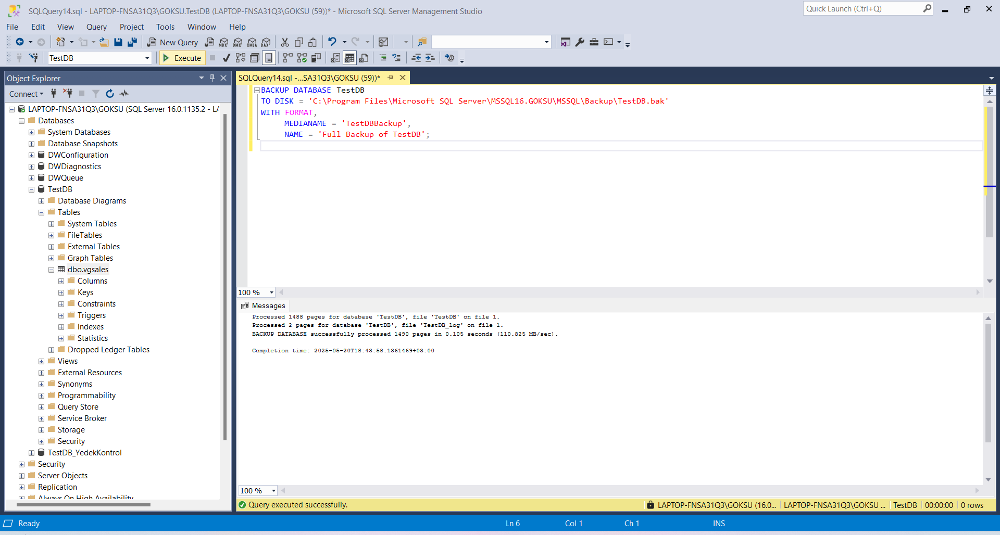 SQLQuery14.sql - LAPTOP-FNSA31Q3\GOKSU.TestDB (LAPTOP-FNSA31Q3\GOKSU (59))* - Microsoft SQL Server Management Studio
Quick Launch (Ctrl+Q)
File Edit View Query Project Tools Window Help
New Query MDX DMX XMLA DAX
TestDB Execute
Object Explorer
Connect
LAPTOP-FNSA31Q3\GOKSU (SQL Server 16.0.1135.2 - LA
Databases
System Databases
Database Snapshots
DWConfiguration
DWDiagnostics
DWQueue
TestDB
Database Diagrams
Tables
System Tables
FileTables
External Tables
Graph Tables
dbo.vgsales
Columns
Keys
Constraints
Triggers
Indexes
Statistics
Dropped Ledger Tables
Views
External Resources
Synonyms
Programmability
Query Store
Service Broker
Storage
Security
TestDB_YedekKontrol
Security
Server Objects
Replication
Always On High Availability
SQLQuery14.sql -...SA31Q3\GOKSU (59))*
BACKUP DATABASE TestDB
TO DISK = 'C:\Program Files\Microsoft SQL Server\MSSQL16.GOKSU\MSSQL\Backup\TestDB.bak'
WITH FORMAT,
MEDIANAME = 'TestDBBackup',
NAME = 'Full Backup of TestDB';
100 %
Messages
Processed 1488 pages for database 'TestDB', file 'TestDB' on file 1.
Processed 2 pages for database 'TestDB', file 'TestDB_log' on file 1.
BACKUP DATABASE successfully processed 1490 pages in 0.105 seconds (110.825 MB/sec).
Completion time: 2025-05-20T18:43:58.1361469+03:00
100 %
Query executed successfully. LAPTOP-FNSA31Q3\GOKSU (16.0... LAPTOP-FNSA31Q3\GOKSU ... TestDB 00:00:00 0 rows
Ready Ln 6 Col 1 Ch 1 INS